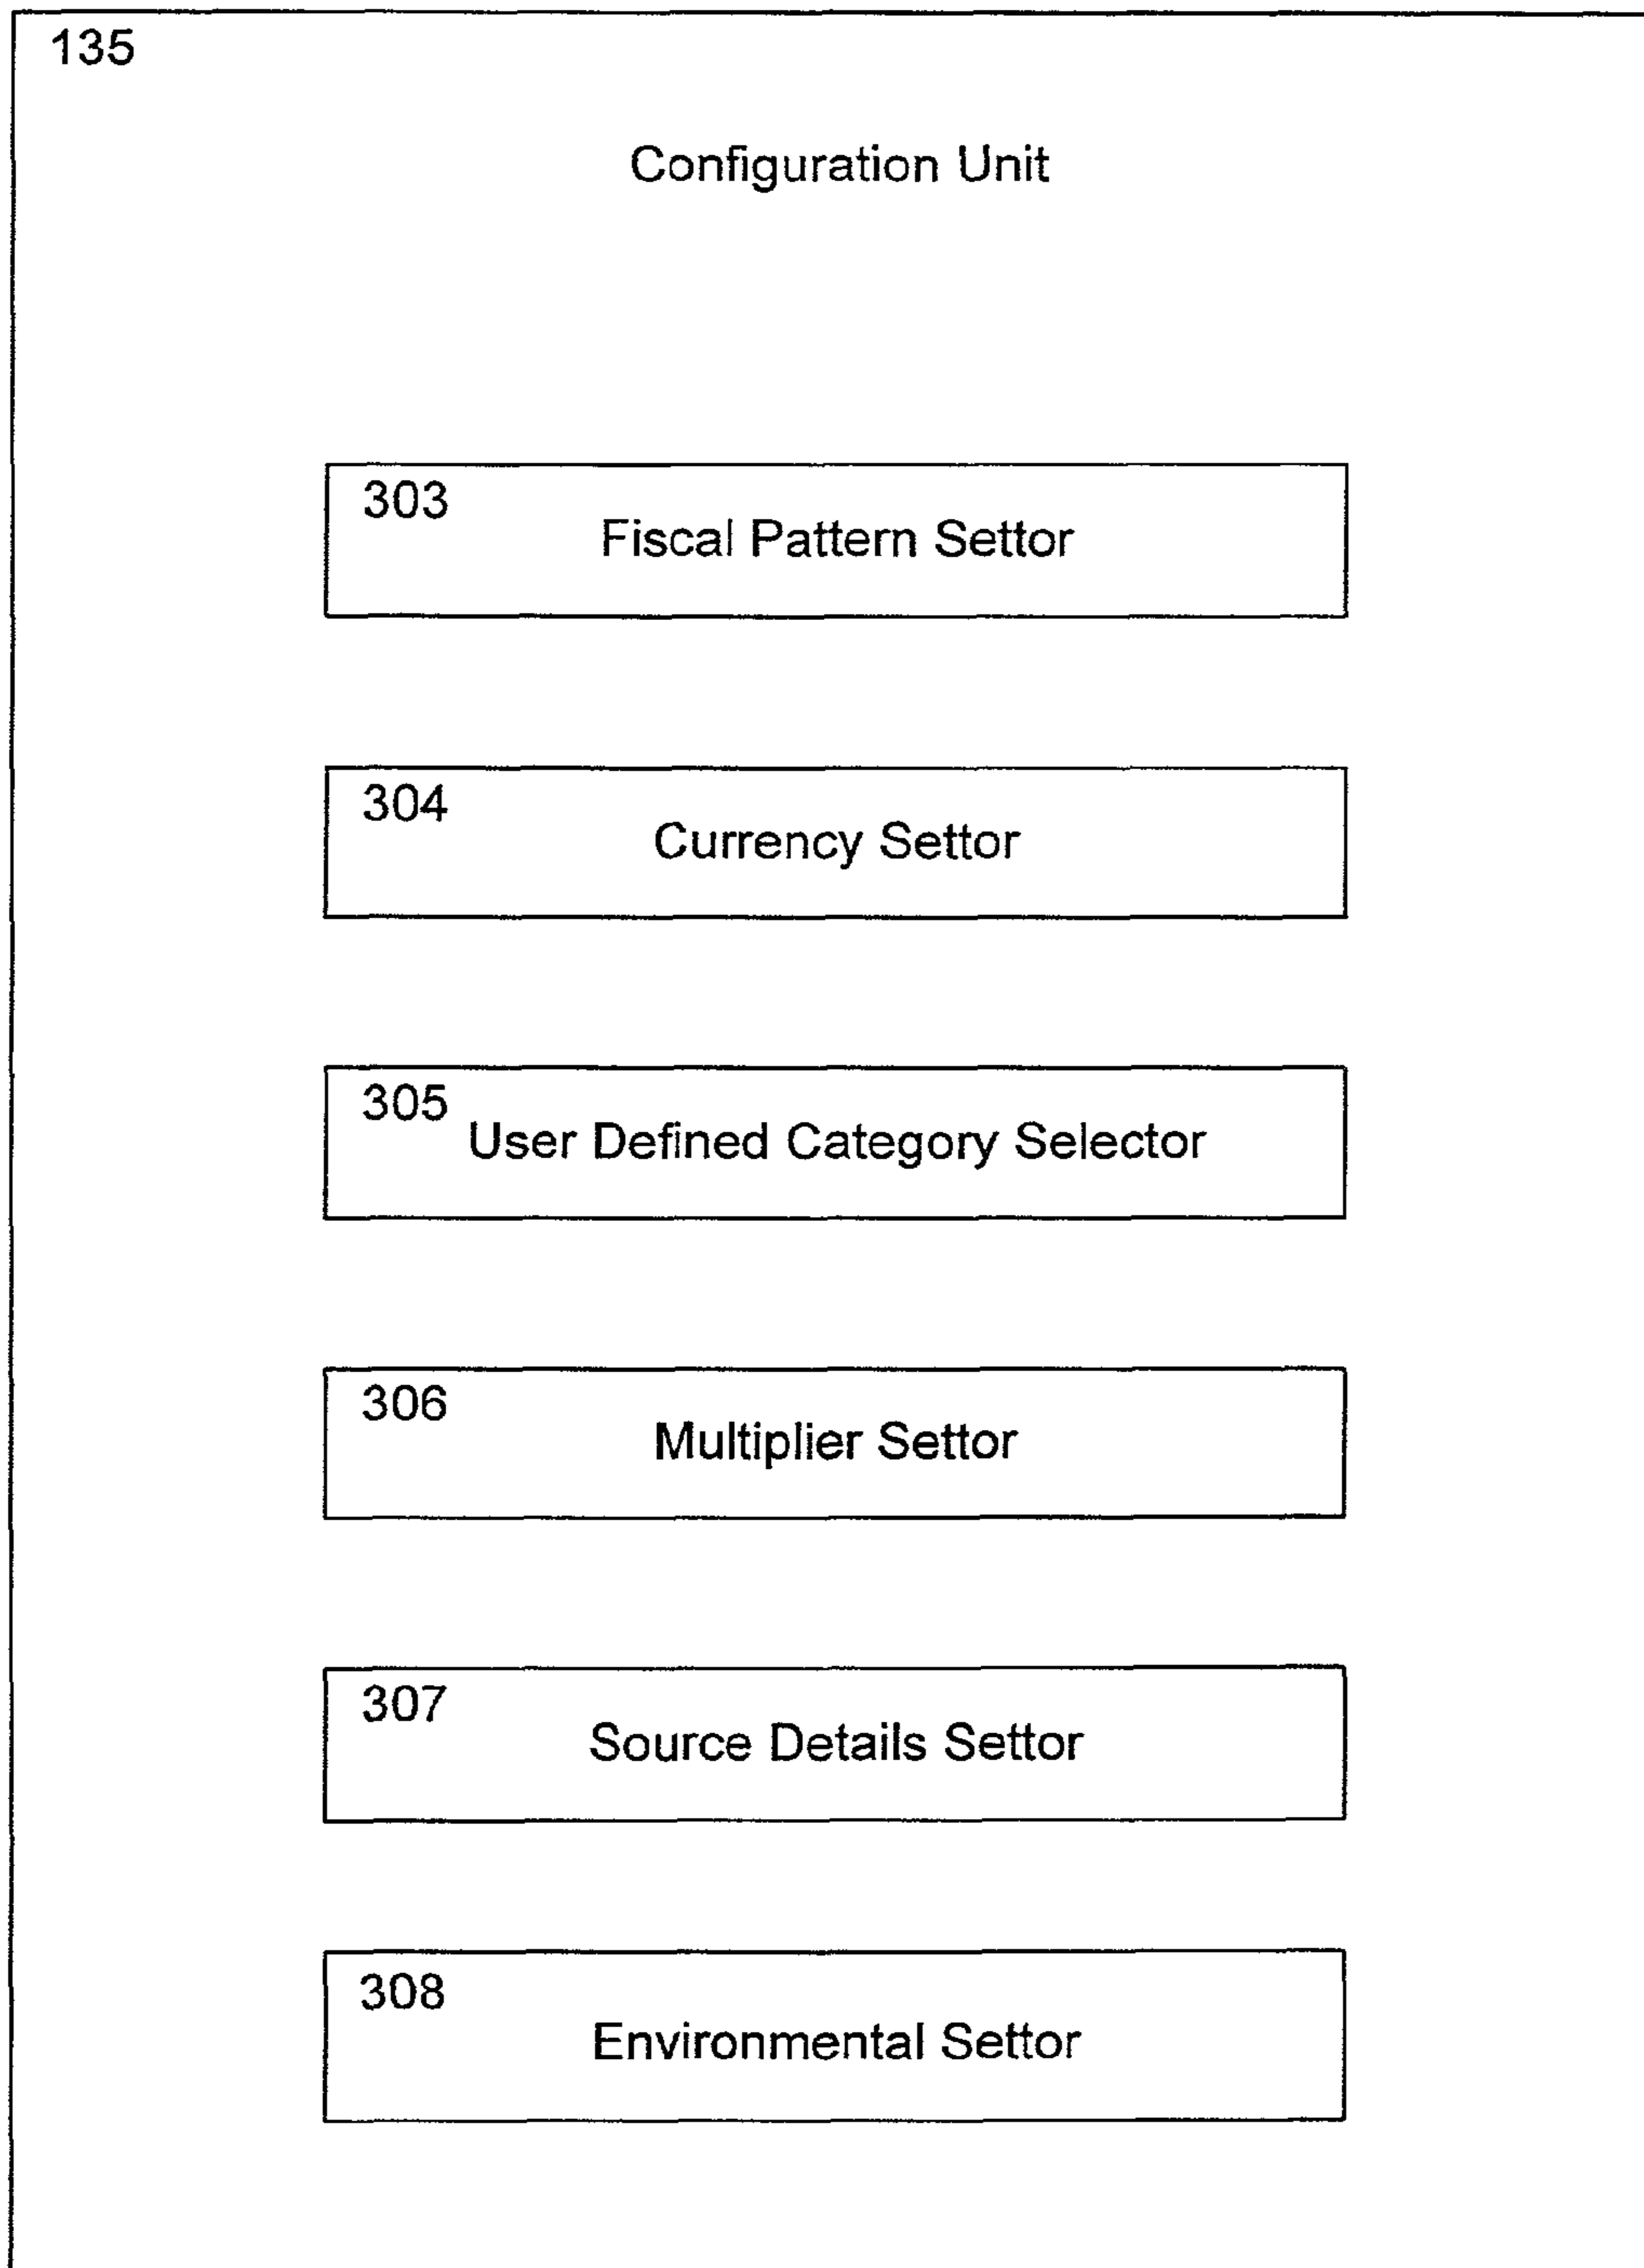 135
Configuration Unit
303
Fiscal Pattern Settor
304
Currency Settor
305
User Defined Category Selector
306
Multiplier Settor
307
Source Details Settor
308
Environmental Settor